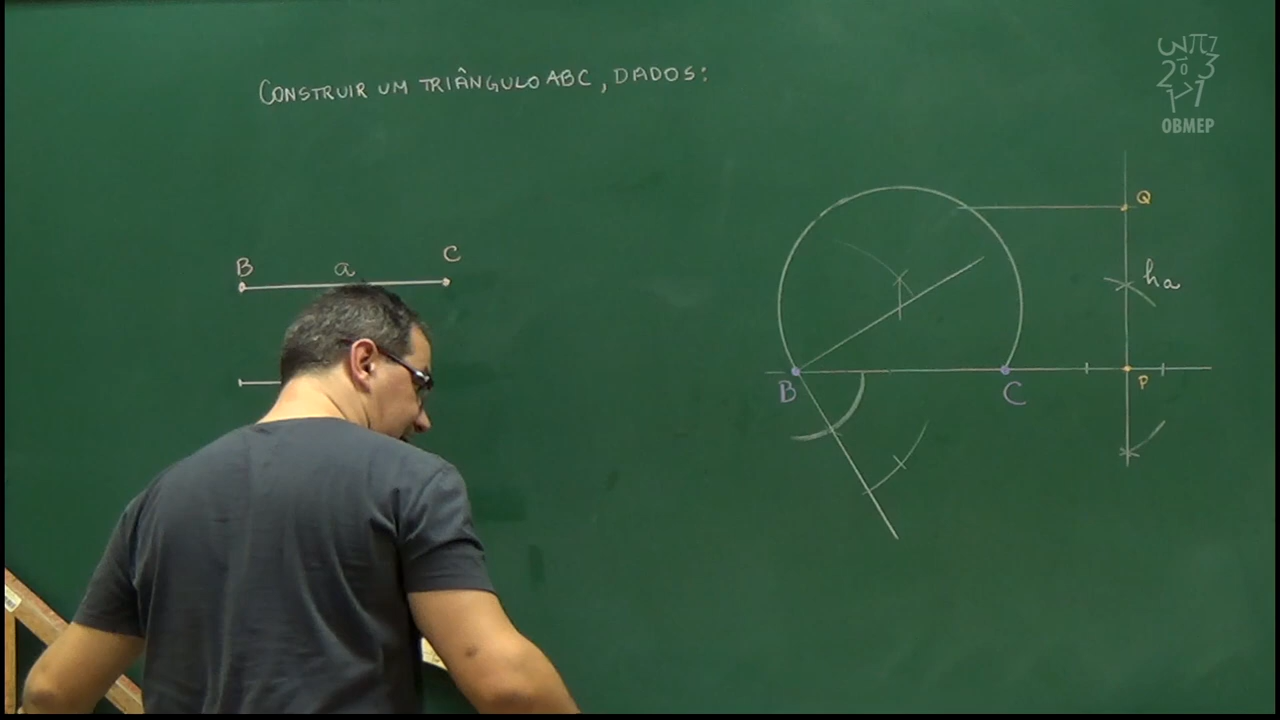 CONSTRUIR UM TRIÂNGULO ABC, DADOS:
B a C
Q
ha
B C P
OBMEP